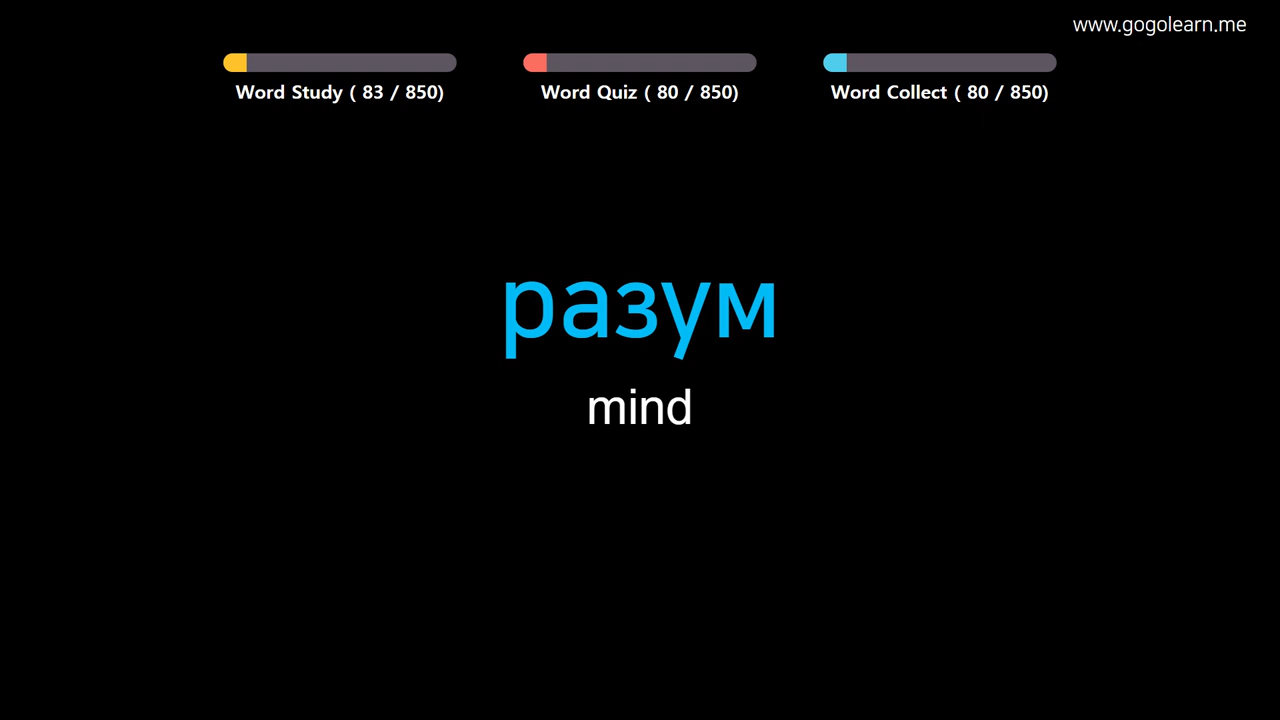 www.gogolearn.me
Word Study ( 83 / 850)
Word Quiz ( 80 / 850)
Word Collect ( 80 / 850)
разум
mind